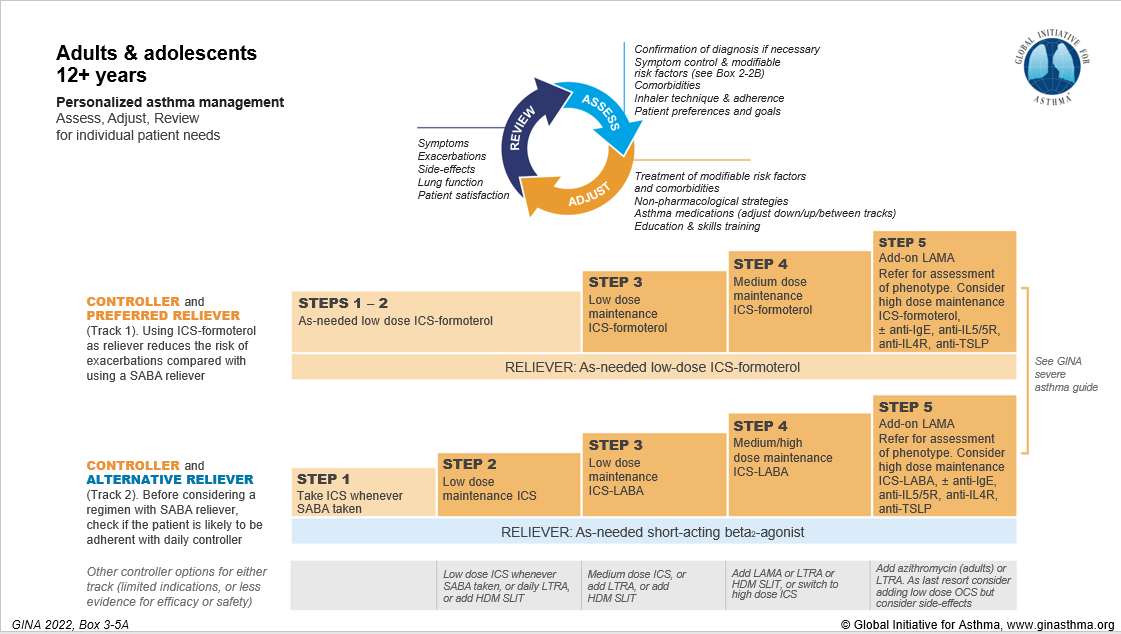 Adults & adolescents
12+ years
Personalized asthma management
Assess, Adjust, Review
for individual patient needs
Confirmation of diagnosis if necessary
Symptom control & modifiable
risk factors (see Box 2-2B)
Comorbidities
Inhaler technique & adherence
Patient preferences and goals
GLOBAL INITIATIVE FOR
ASTHMA
REVIEW
ASSESS
ADJUST
Symptoms
Exacerbations
Side-effects
Lung function
Patient satisfaction
Treatment of modifiable risk factors
and comorbidities
Non-pharmacological strategies
Asthma medications (adjust down/up/between tracks)
Education & skills training
CONTROLLER and
PREFERRED RELIEVER
(Track 1). Using ICS-formoterol
as reliever reduces the risk of
exacerbations compared with
using a SABA reliever
STEPS 1 – 2
As-needed low dose ICS-formoterol
STEP 3
Low dose
maintenance
ICS-formoterol
STEP 4
Medium dose
maintenance
ICS-formoterol
STEP 5
Add-on LAMA
Refer for assessment
of phenotype. Consider
high dose maintenance
ICS-formoterol,
± anti-IgE, anti-IL5/5R,
anti-IL4R, anti-TSLP
RELIEVER: As-needed low-dose ICS-formoterol
See GINA
severe
asthma guide
CONTROLLER and
ALTERNATIVE RELIEVER
(Track 2). Before considering a
regimen with SABA reliever,
check if the patient is likely to be
adherent with daily controller
STEP 1
Take ICS whenever
SABA taken
STEP 2
Low dose
maintenance ICS
STEP 3
Low dose
maintenance
ICS-LABA
STEP 4
Medium/high
dose maintenance
ICS-LABA
STEP 5
Add-on LAMA
Refer for assessment
of phenotype. Consider
high dose maintenance
ICS-LABA, ± anti-IgE,
anti-IL5/5R, anti-IL4R,
anti-TSLP
RELIEVER: As-needed short-acting beta₂-agonist
Other controller options for either
track (limited indications, or less
evidence for efficacy or safety)
Low dose ICS whenever
SABA taken, or daily LTRA,
or add HDM SLIT
Medium dose ICS, or
add LTRA, or add
HDM SLIT
Add LAMA or LTRA or
HDM SLIT, or switch to
high dose ICS
Add azithromycin (adults) or
LTRA. As last resort consider
adding low dose OCS but
consider side-effects
GINA 2022, Box 3-5A
© Global Initiative for Asthma, www.ginasthma.org